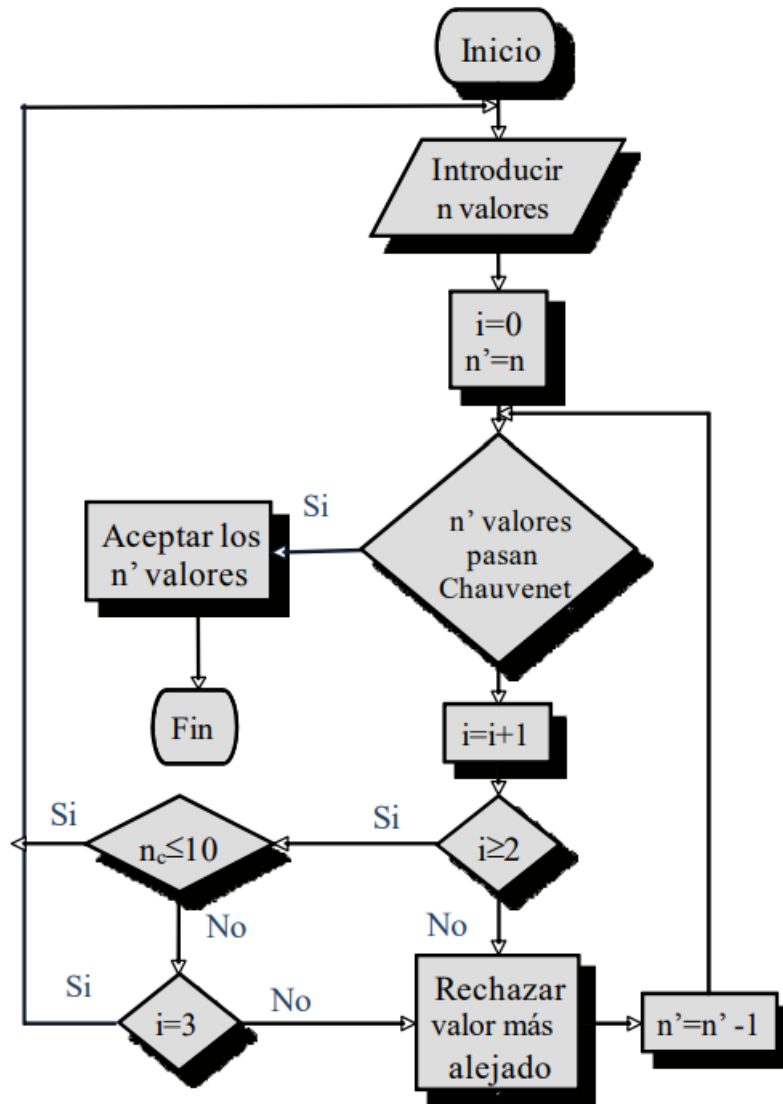 Inicio
Introducir
n valores
i=0
n’=n
n’ valores
pasan
Chauvenet
Si
Aceptar los
n’ valores
Fin
i=i+1
i≥2
Si
nc≤10
Si
No
No
i=3
Si
No
Rechazar
valor más
alejado
n’=n’ -1